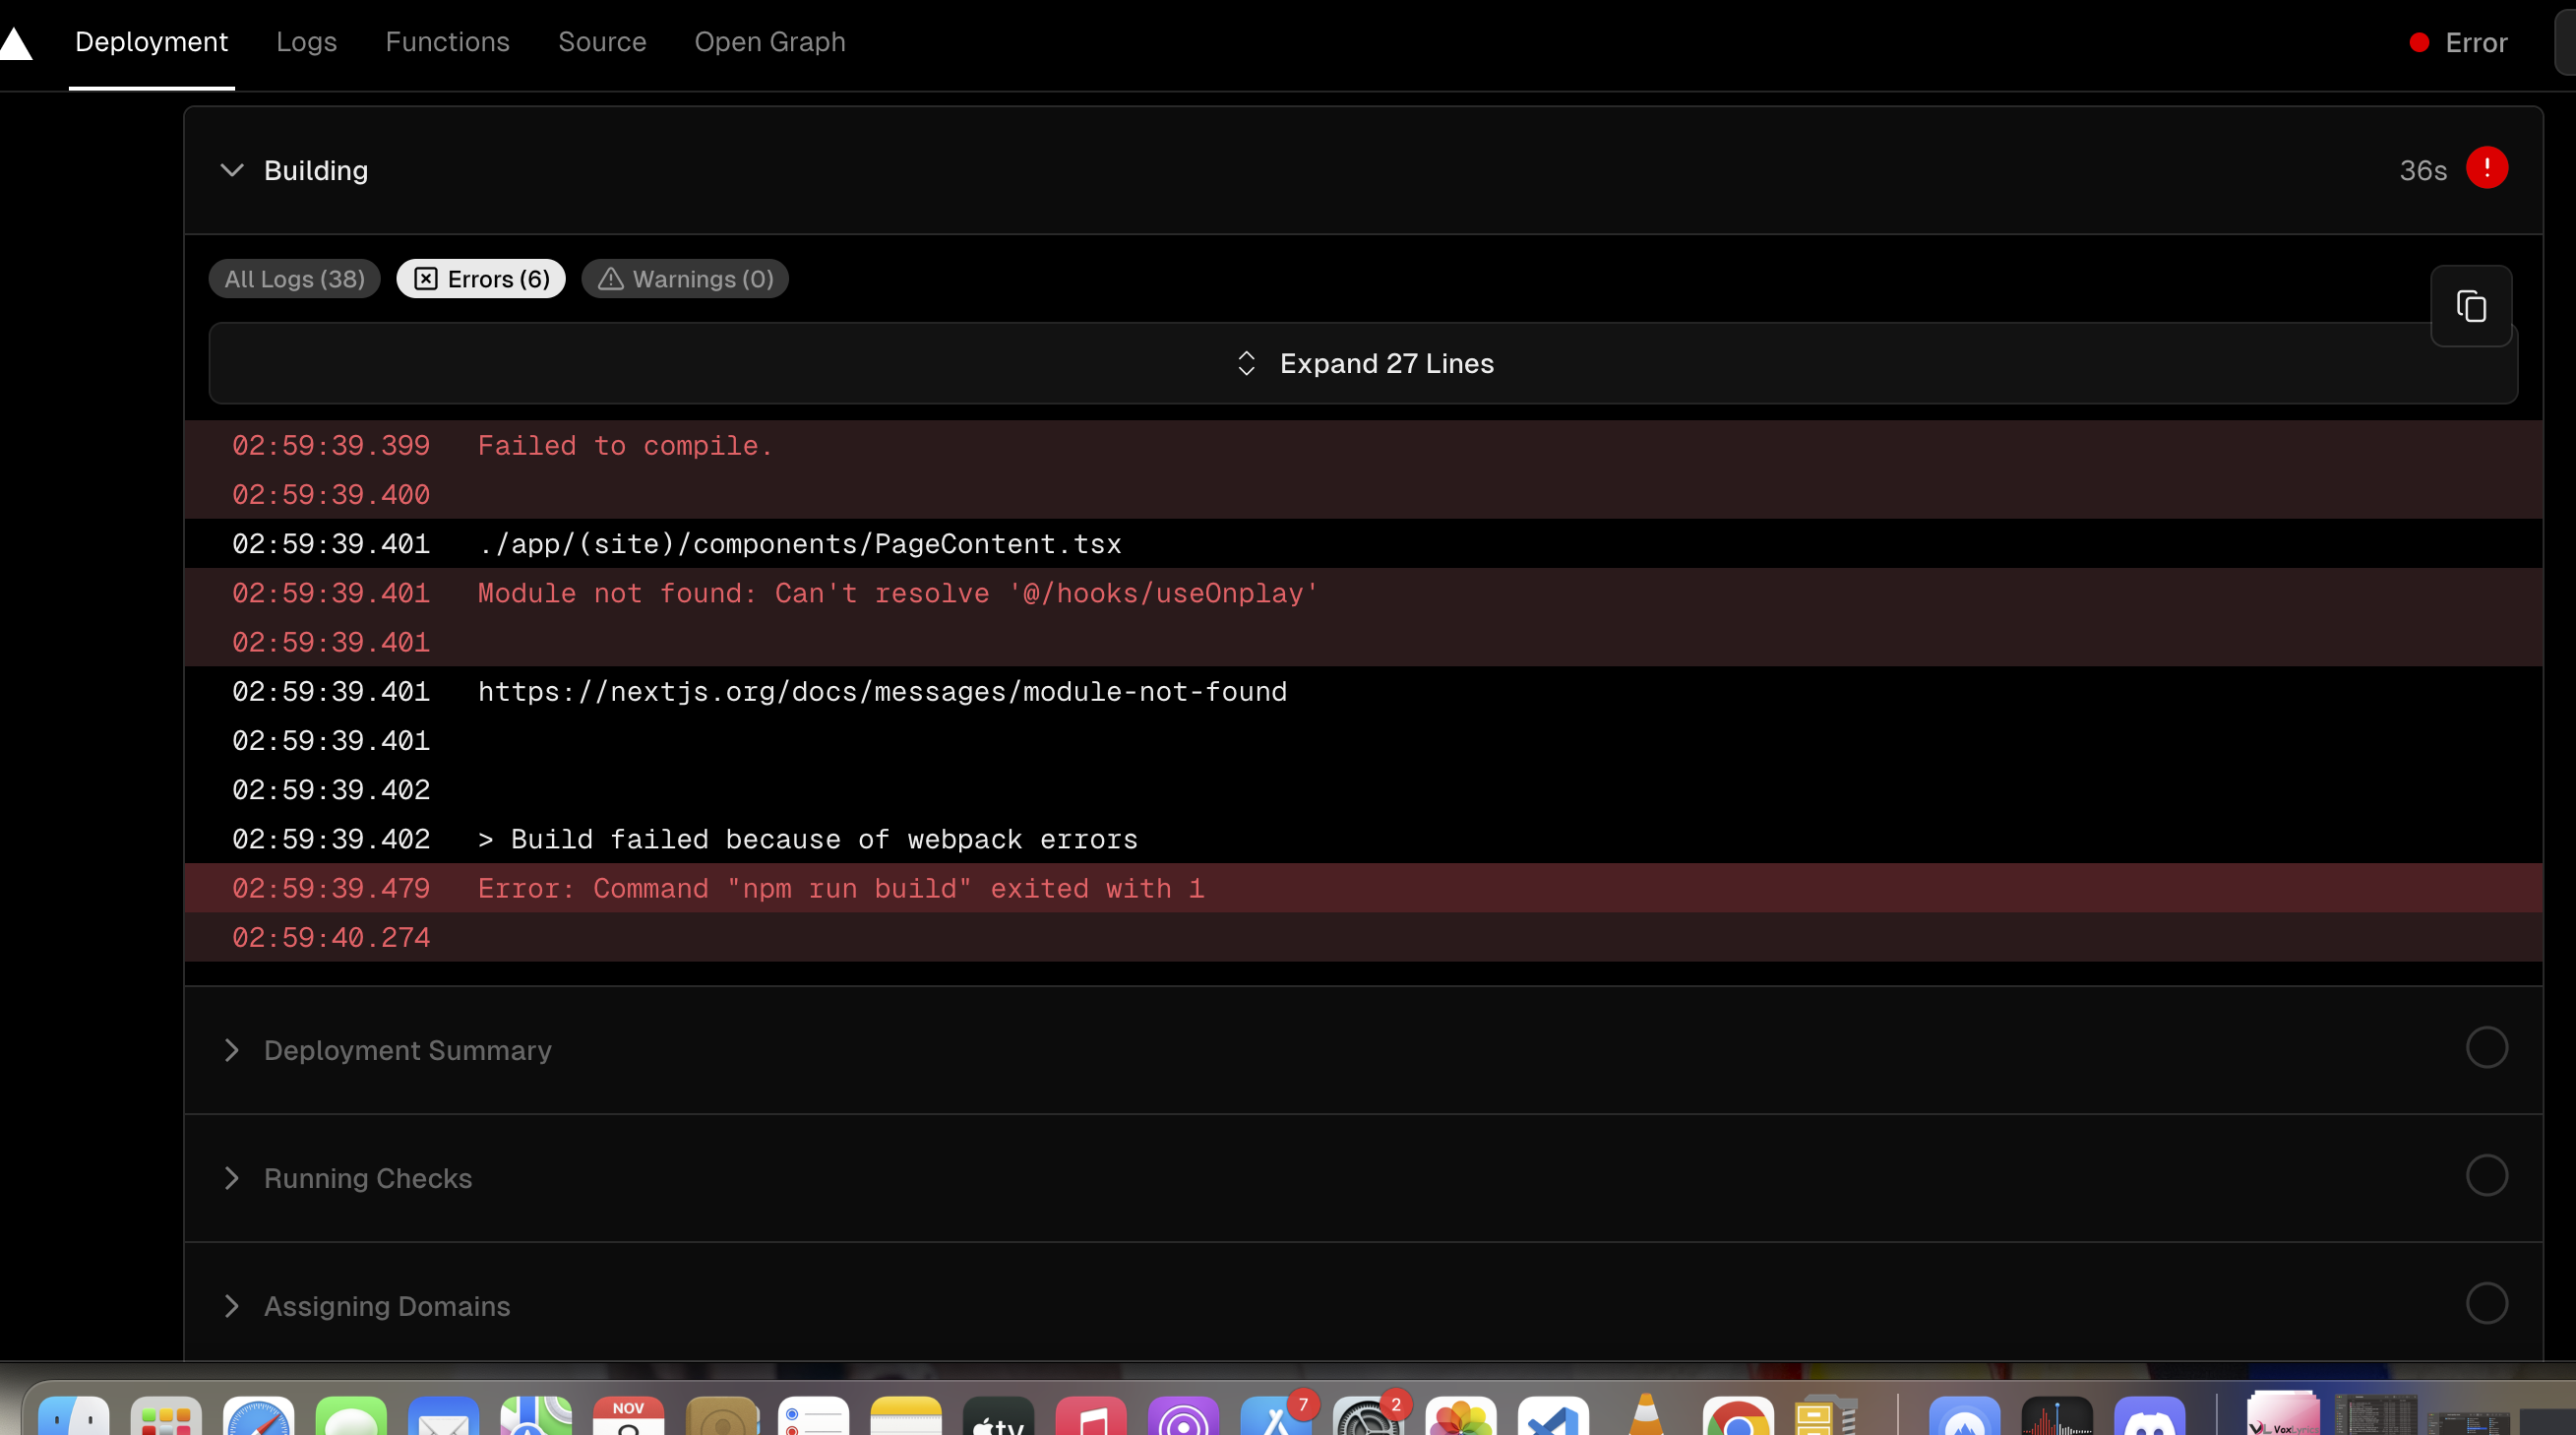 Deployment Logs Functions Source Open Graph Error
Building 36s
All Logs (38) Errors (6) Warnings (0)
Expand 27 Lines
02:59:39.399 Failed to compile.
02:59:39.400
02:59:39.401 ./app/(site)/components/PageContent.tsx
02:59:39.401 Module not found: Can't resolve '@/hooks/useOnplay'
02:59:39.401
02:59:39.401 https://nextjs.org/docs/messages/module-not-found
02:59:39.401
02:59:39.402
02:59:39.402 > Build failed because of webpack errors
02:59:39.479 Error: Command "npm run build" exited with 1
02:59:40.274
Deployment Summary
Running Checks
Assigning Domains
NOV tv 7 2 VL VoxLyrics